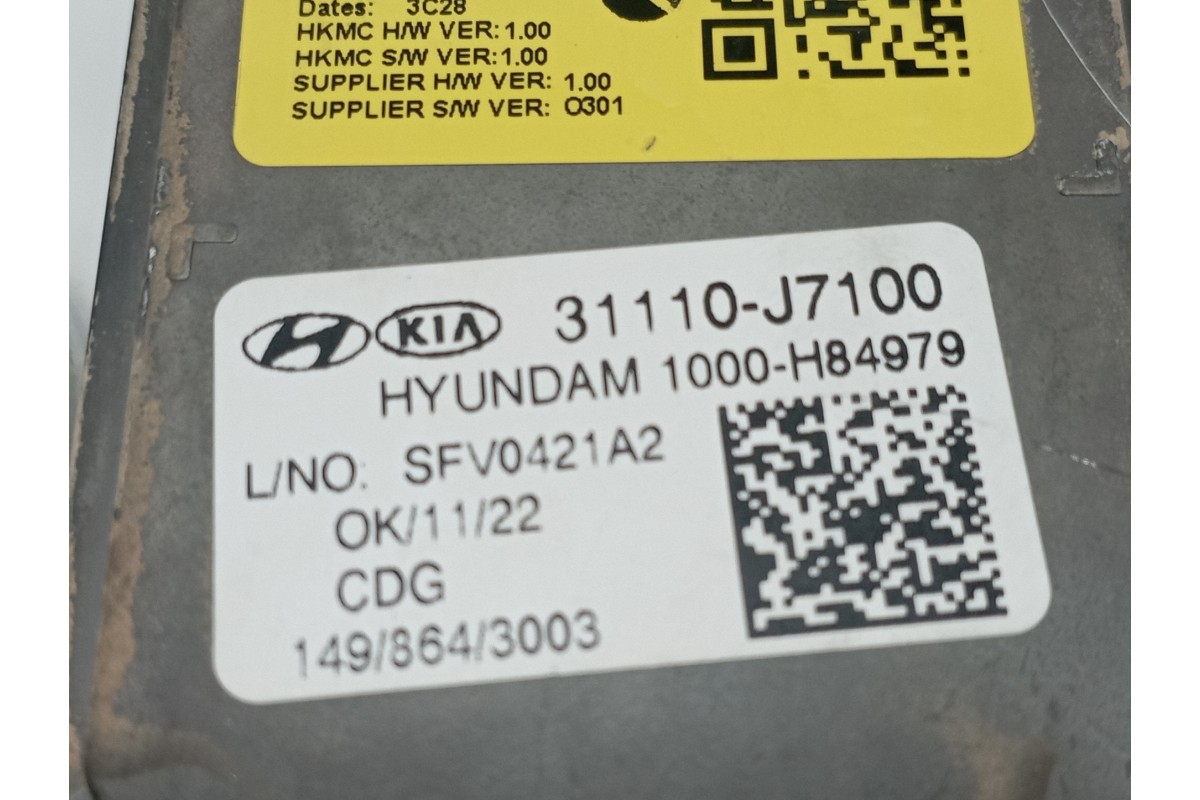 Dates: 3C28
HKMC H/W VER: 1.00
HKMC S/W VER: 1.00
SUPPLIER H/W VER: 1.00
SUPPLIER S/W VER: O301
KIA 31110-J7100
HYUNDAM 1000-H84979
L/NO: SFV0421A2
OK/11/22
CDG
149/864/3003